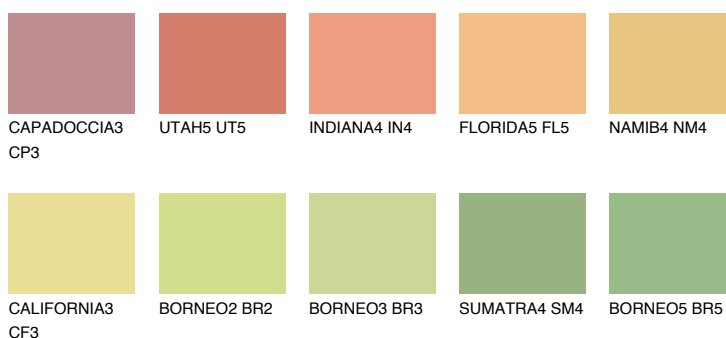 CAPADOCCIA3 UTAH5 UT5 INDIANA4 IN4 FLORIDA5 FL5 NAMIB4 NM4
CP3
CALIFORNIA3 BORNEO2 BR2 BORNEO3 BR3 SUMATRA4 SM4 BORNEO5 BR5
CF3